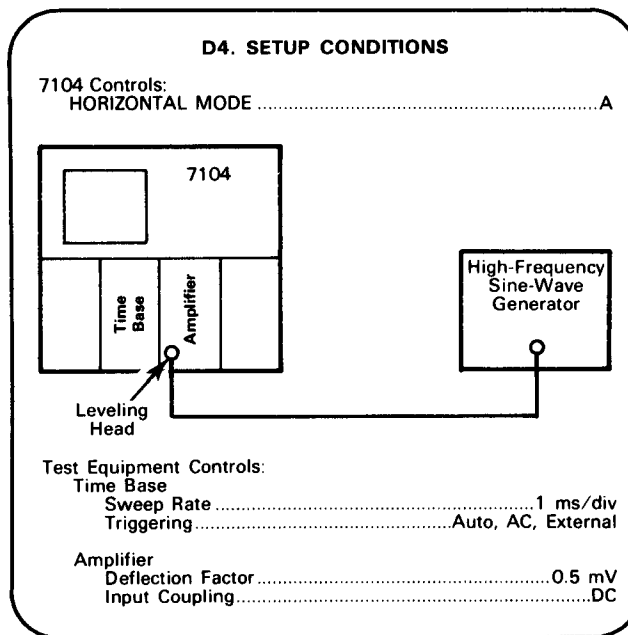 D4. SETUP CONDITIONS
7104 Controls:
HORIZONTAL MODE ................................................ A
7104
Time
Base
Amplifier
High-Frequency
Sine-Wave
Generator
Leveling
Head
Test Equipment Controls:
Time Base
Sweep Rate ................................................ 1 ms/div
Triggering ................................................ Auto, AC, External
Amplifier
Deflection Factor ................................................ 0.5 mV
Input Coupling ................................................ DC